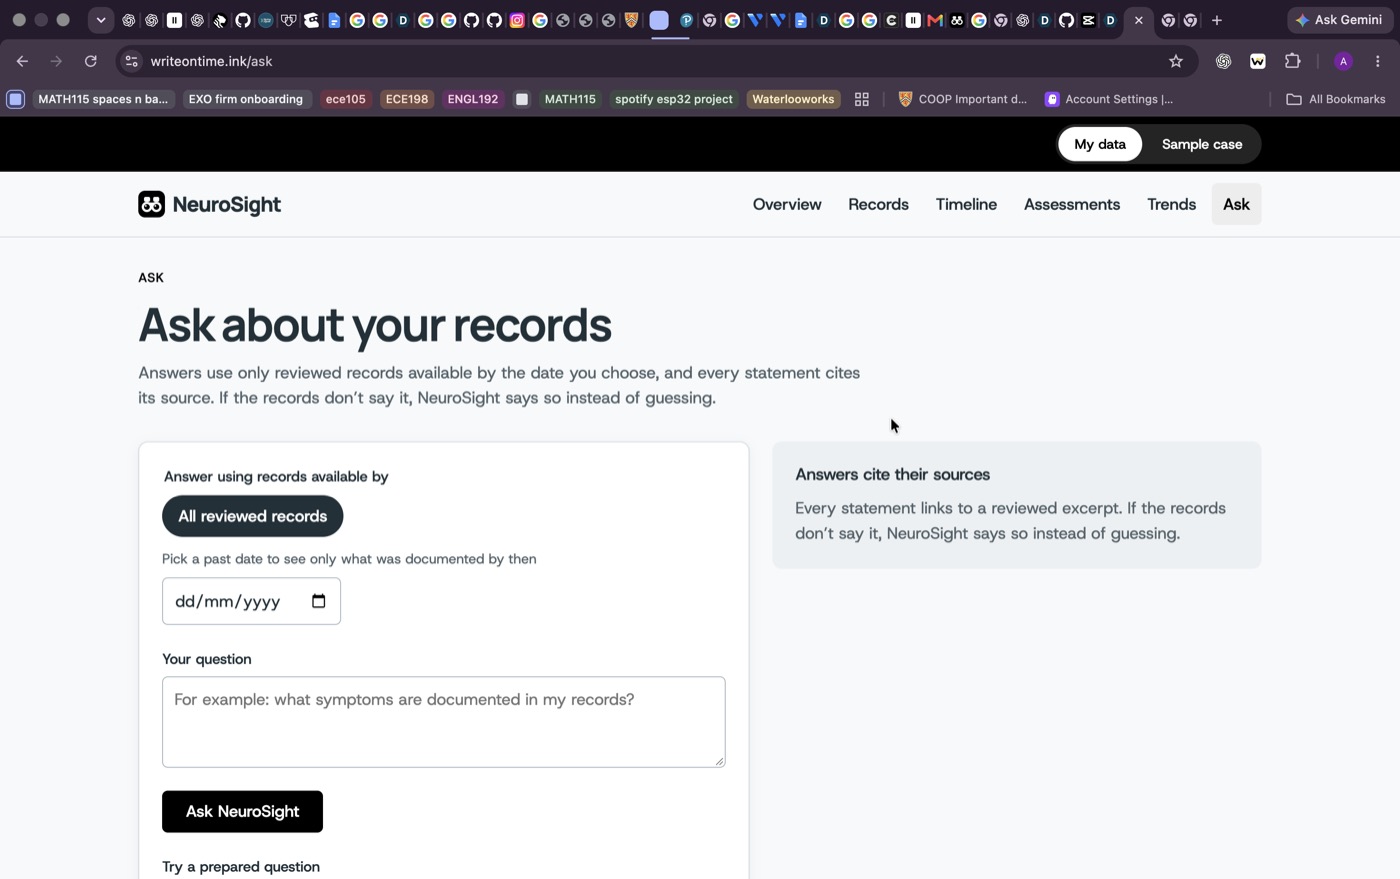 Ask Gemini
writeontime.ink/ask
A
MATH115 spaces n ba...
EXO firm onboarding
ece105
ECE198
ENGL192
MATH115
spotify esp32 project
Waterlooworks
COOP Important d...
Account Settings |...
All Bookmarks
My data
Sample case
NeuroSight
Overview
Records
Timeline
Assessments
Trends
Ask
ASK
Ask about your records
Answers use only reviewed records available by the date you choose, and every statement cites
its source. If the records don’t say it, NeuroSight says so instead of guessing.
Answer using records available by
All reviewed records
Pick a past date to see only what was documented by then
dd/mm/yyyy
Your question
For example: what symptoms are documented in my records?
Ask NeuroSight
Try a prepared question
Answers cite their sources
Every statement links to a reviewed excerpt. If the records
don’t say it, NeuroSight says so instead of guessing.